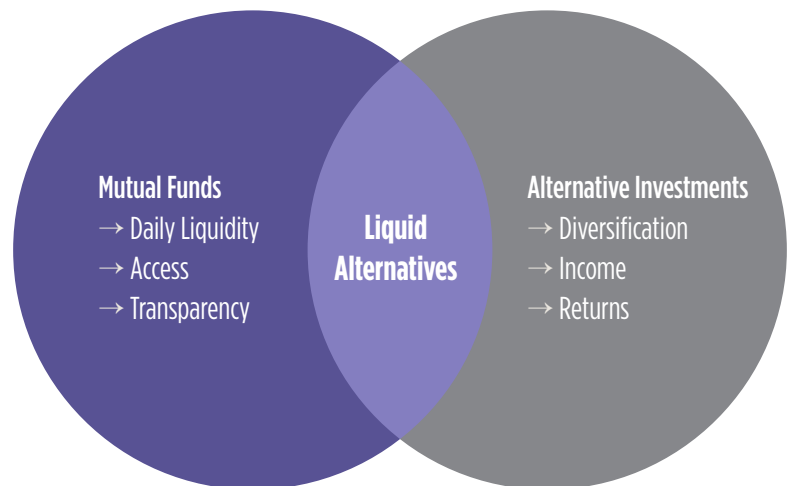 Mutual Funds
→ Daily Liquidity
→ Access
→ Transparency
Liquid
Alternatives
Alternative Investments
→ Diversification
→ Income
→ Returns